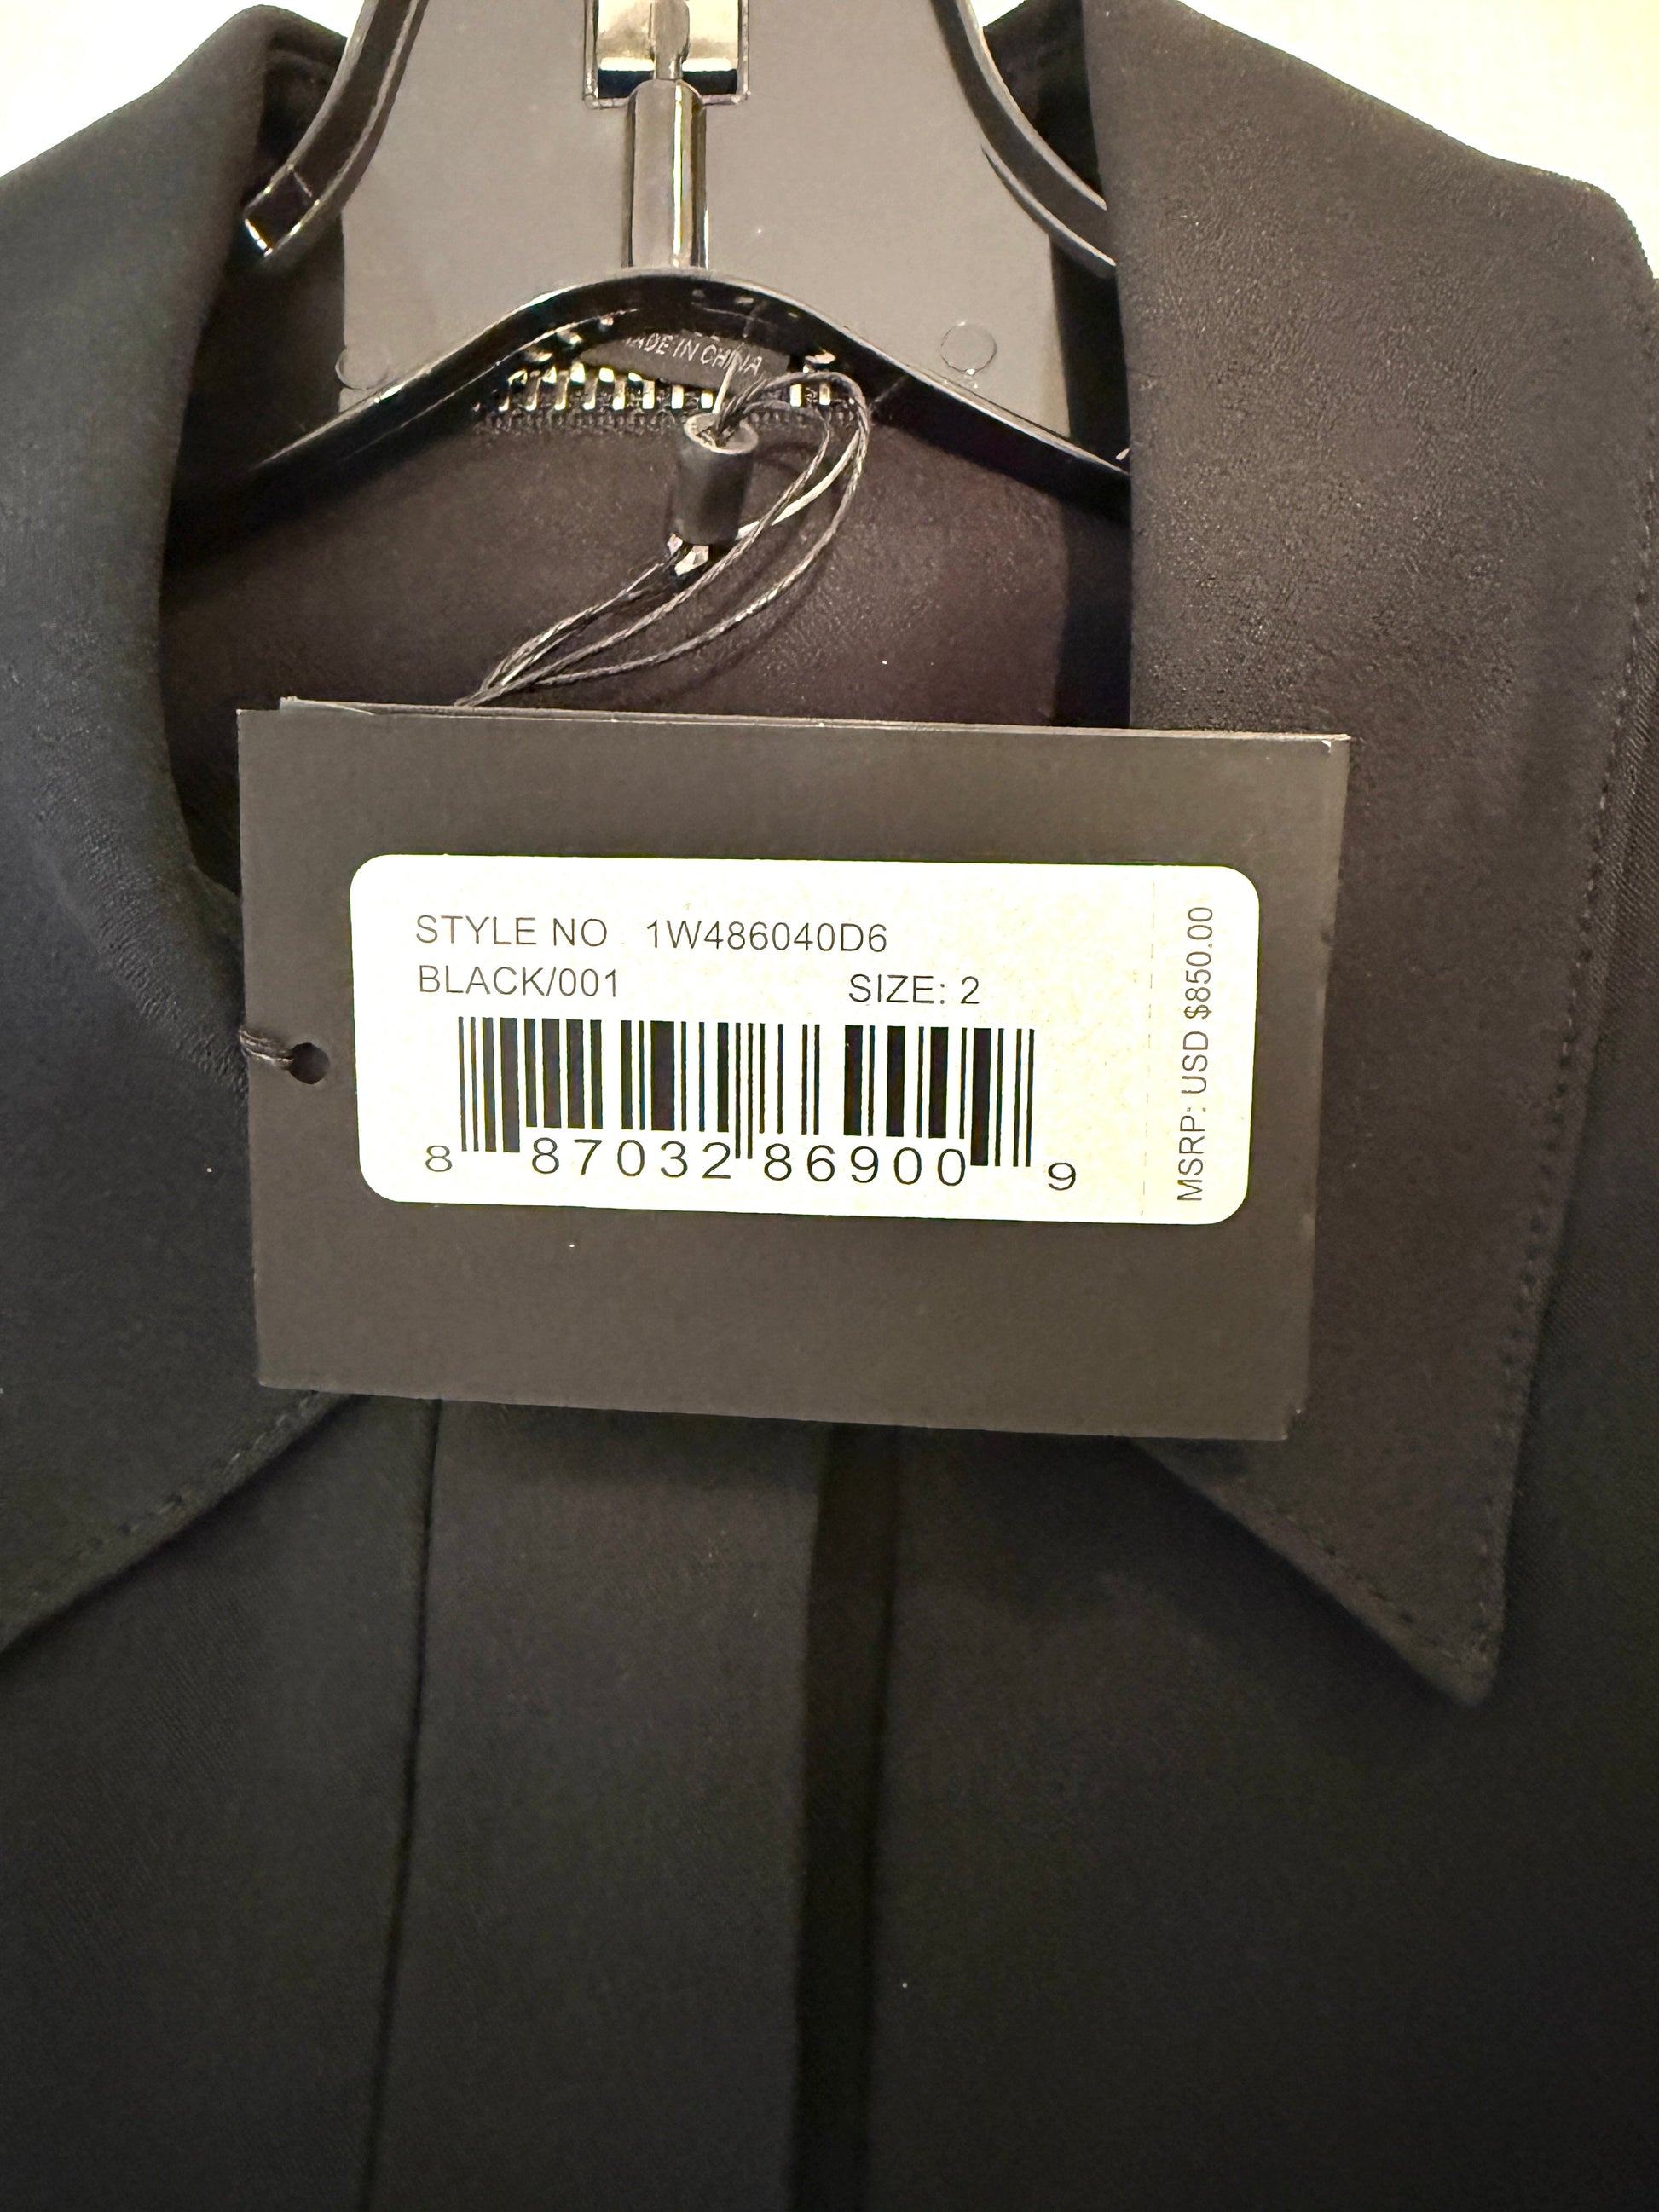 MADE IN CHINA
STYLE NO 1W486040D6
BLACK/001 SIZE: 2
8 87032 86900 9
MSRP: USD $850.00